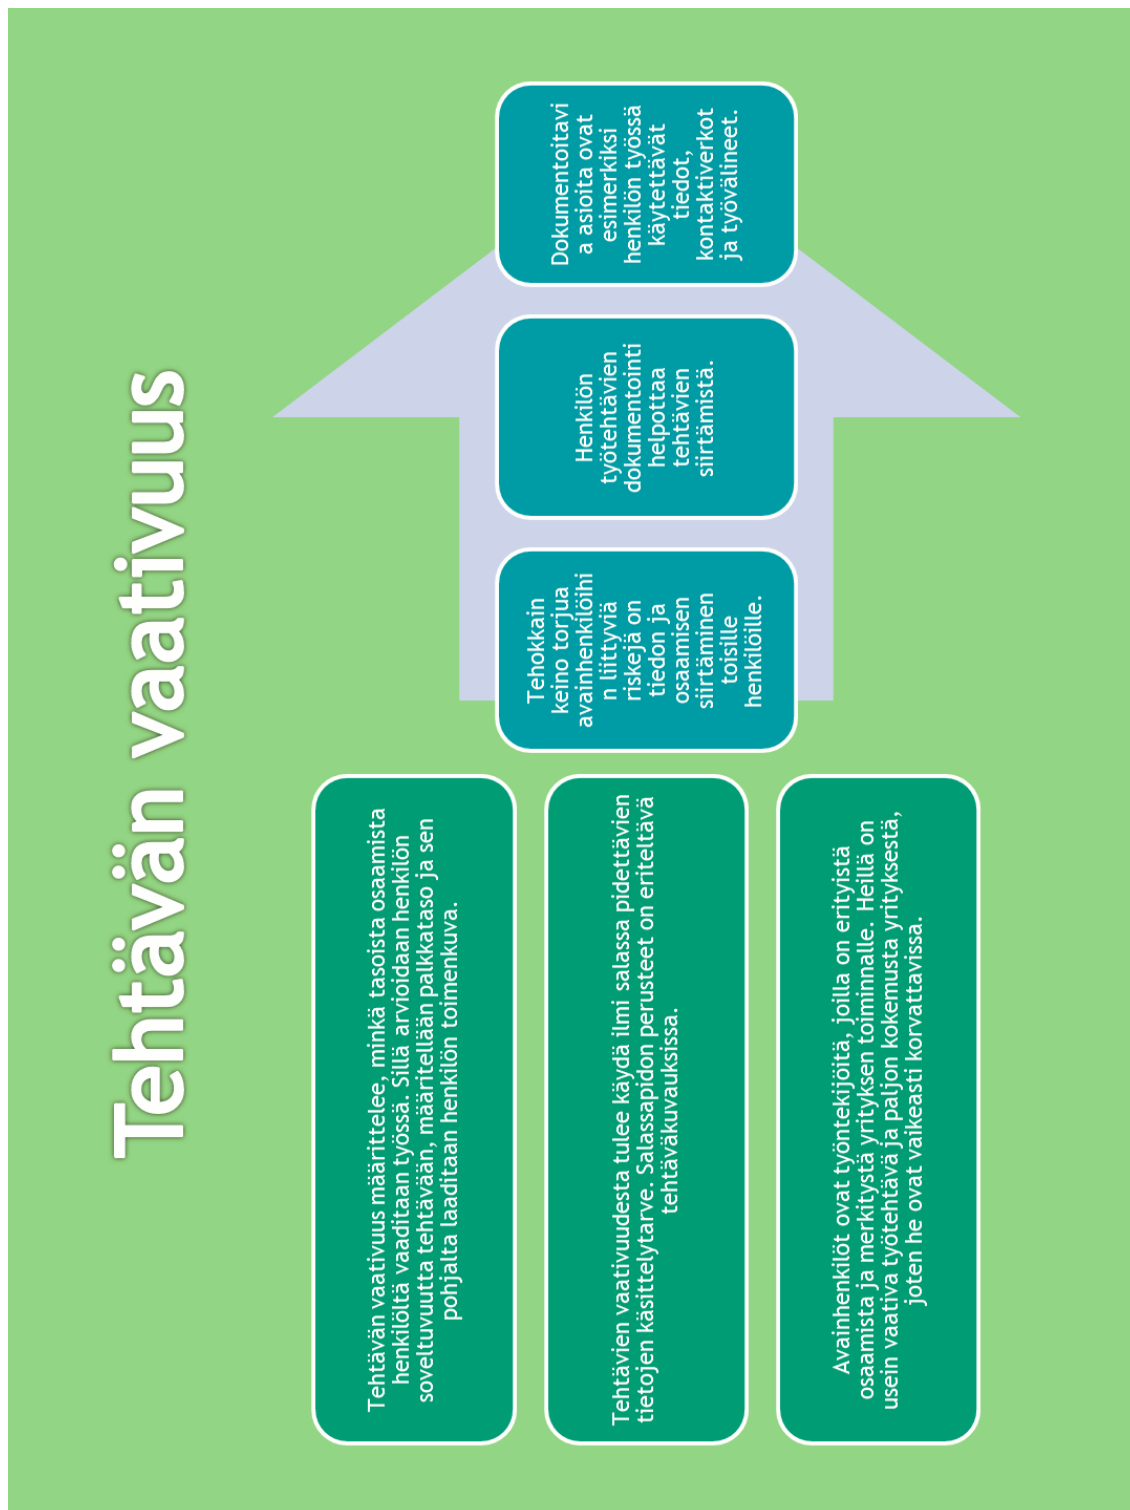 Tehtävän vaativuus
Tehtävän vaativuus määrittelee, minkä tasoista osaamista
henkilöltä vaaditaan työssä. Sillä arvioidaan henkilön
soveltuvuutta tehtävään, määritellään palkkataso ja sen
pohjalta laaditaan henkilön toimenkuva.
Tehtävien vaativuudesta tulee käydä ilmi salassa pidettävien
tietojen käsittelytarve. Salassapidon perusteet on eriteltävä
tehtäväkuvauksissa.
Avainhenkilöt ovat työntekijöitä, joilla on erityistä
osaamista ja merkitystä yrityksen toiminnalle. Heillä on
usein vaativa työtehtävä ja paljon kokemusta yrityksestä,
joten he ovat vaikeasti korvattavissa.
Tehokkain
keino torjua
avainhenkilöihi
n liittyviä
riskejä on
tiedon ja
osaamisen
siirtäminen
toisille
henkilöille.
Henkilön
työtehtävien
dokumentointi
helpottaa
tehtävien
siirtämistä.
Dokumentoitavi
a asioita ovat
esimerkiksi
henkilön työssä
käytettävät
tiedot,
kontaktiverkot
ja työvälineet.